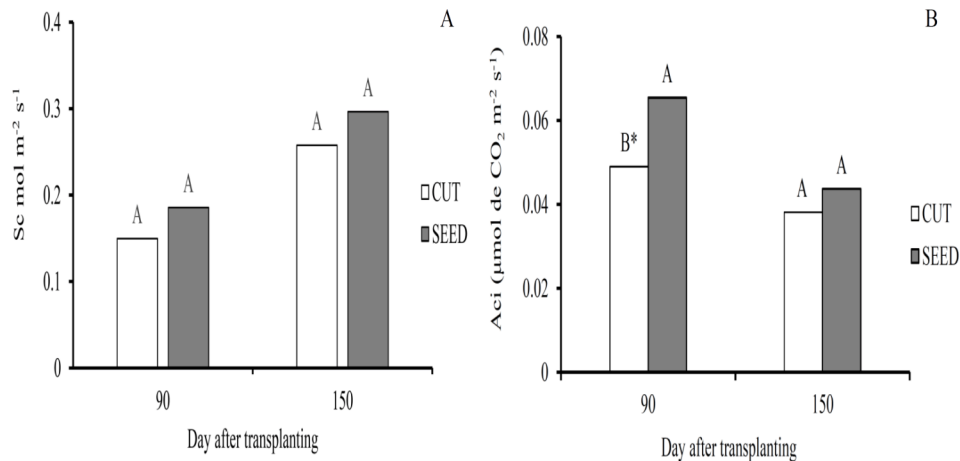 A
0.4
0.3
0.2
0.1
0
Sc mol m⁻² s⁻¹
A
A
A
A
CUT
SEED
90
150
Day after transplanting
B
0.08
0.06
0.04
0.02
0
Aci (µmol de CO₂ m⁻² s⁻¹)
B*
A
A
A
CUT
SEED
90
150
Day after transplanting